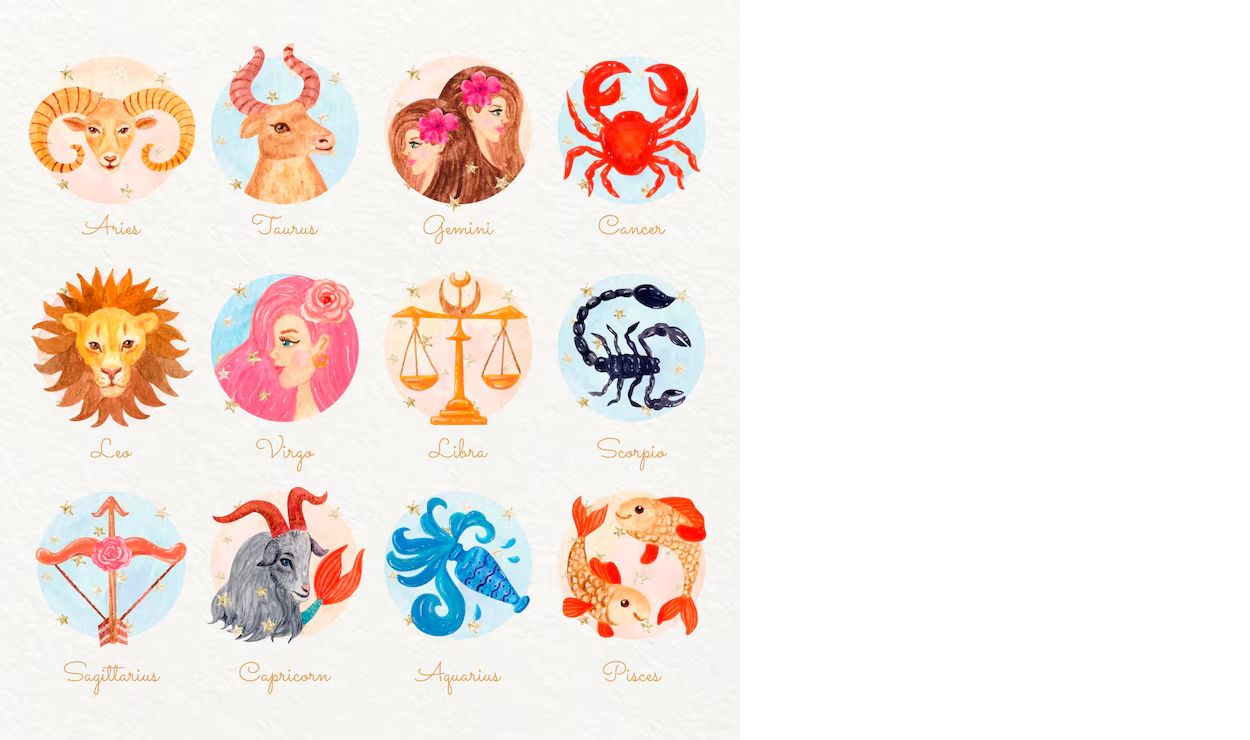 Aries
Taurus
Gemini
Cancer
Leo
Virgo
Libra
Scorpio
Sagittarius
Capricorn
Aquarius
Pisces